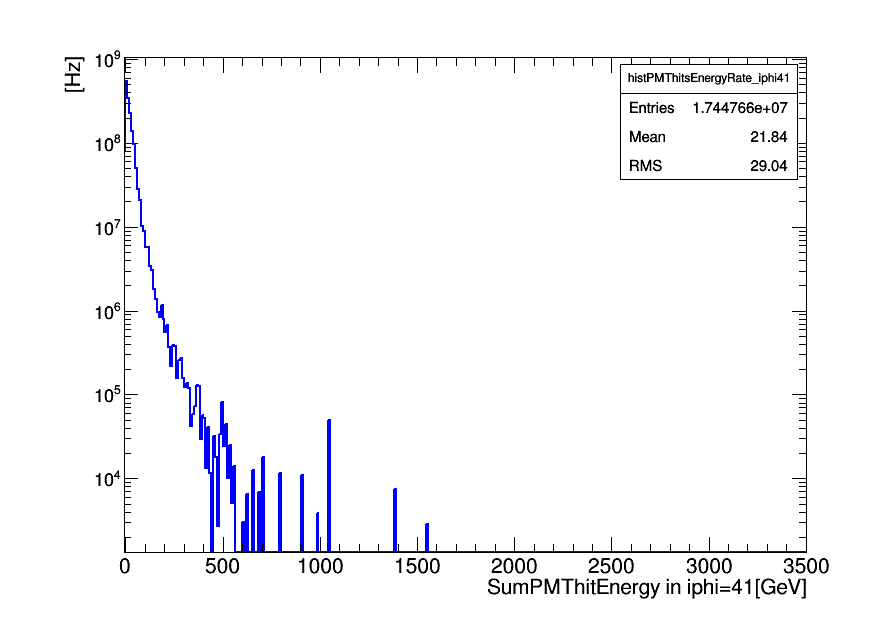 [Hz]
10^9
10^8
10^7
10^6
10^5
10^4
histPMThitsEnergyRate_iphi41
Entries 1.744766e+07
Mean 21.84
RMS 29.04
0 500 1000 1500 2000 2500 3000 3500
SumPMThitEnergy in iphi=41[GeV]